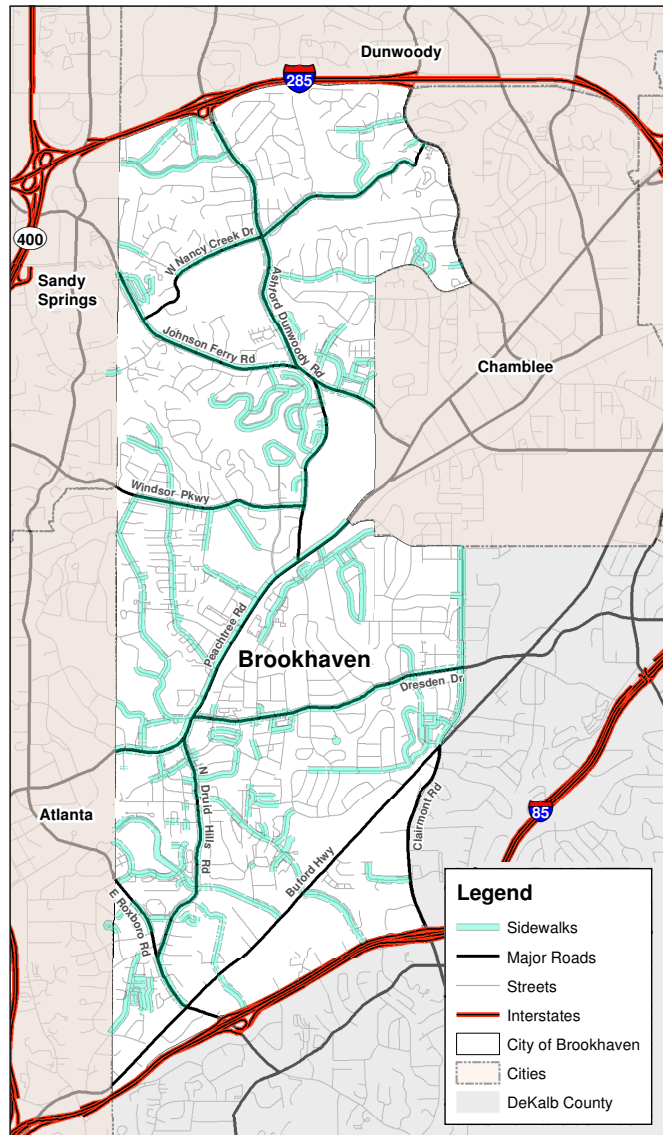 Dunwoody
285
400
W Nancy Creek Dr
Sandy
Springs
Ashford Dunwoody Rd
Johnson Ferry Rd
Chamblee
Windsor Pkwy
Peachtree Rd
Brookhaven
Dresden Dr
N Druid Hills Rd
Clairmont Rd
Atlanta
85
Buford Hwy
E Roxboro Rd
Legend
Sidewalks
Major Roads
Streets
Interstates
City of Brookhaven
Cities
DeKalb County